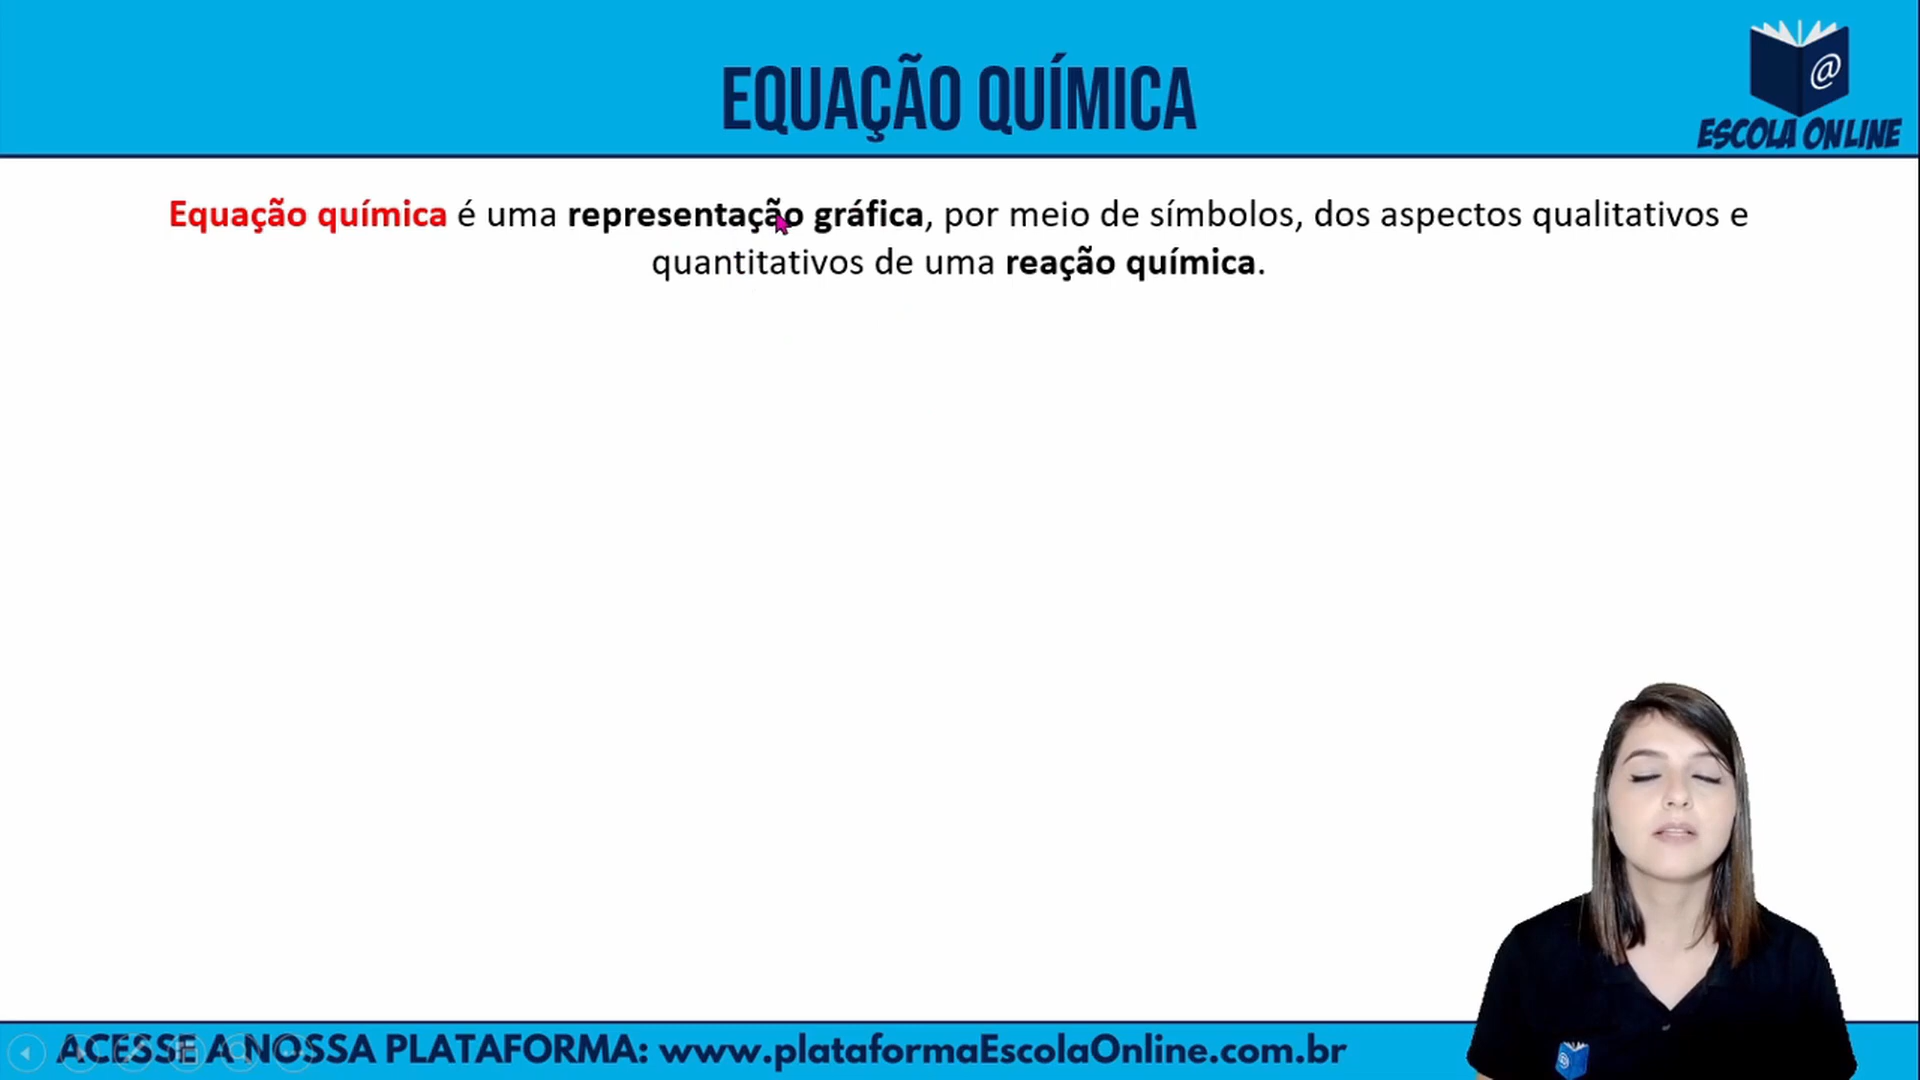 EQUAÇÃO QUÍMICA
@
ESCOLA ONLINE
Equação química é uma representação gráfica, por meio de símbolos, dos aspectos qualitativos e
quantitativos de uma reação química.
ACESSE A NOSSA PLATAFORMA: www.plataformaEscolaOnline.com.br